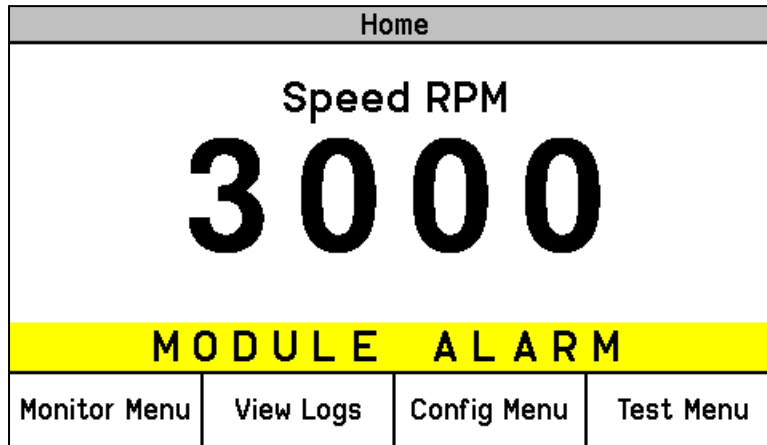 Home
Speed RPM
3000
MODULE ALARM
Monitor Menu View Logs Config Menu Test Menu